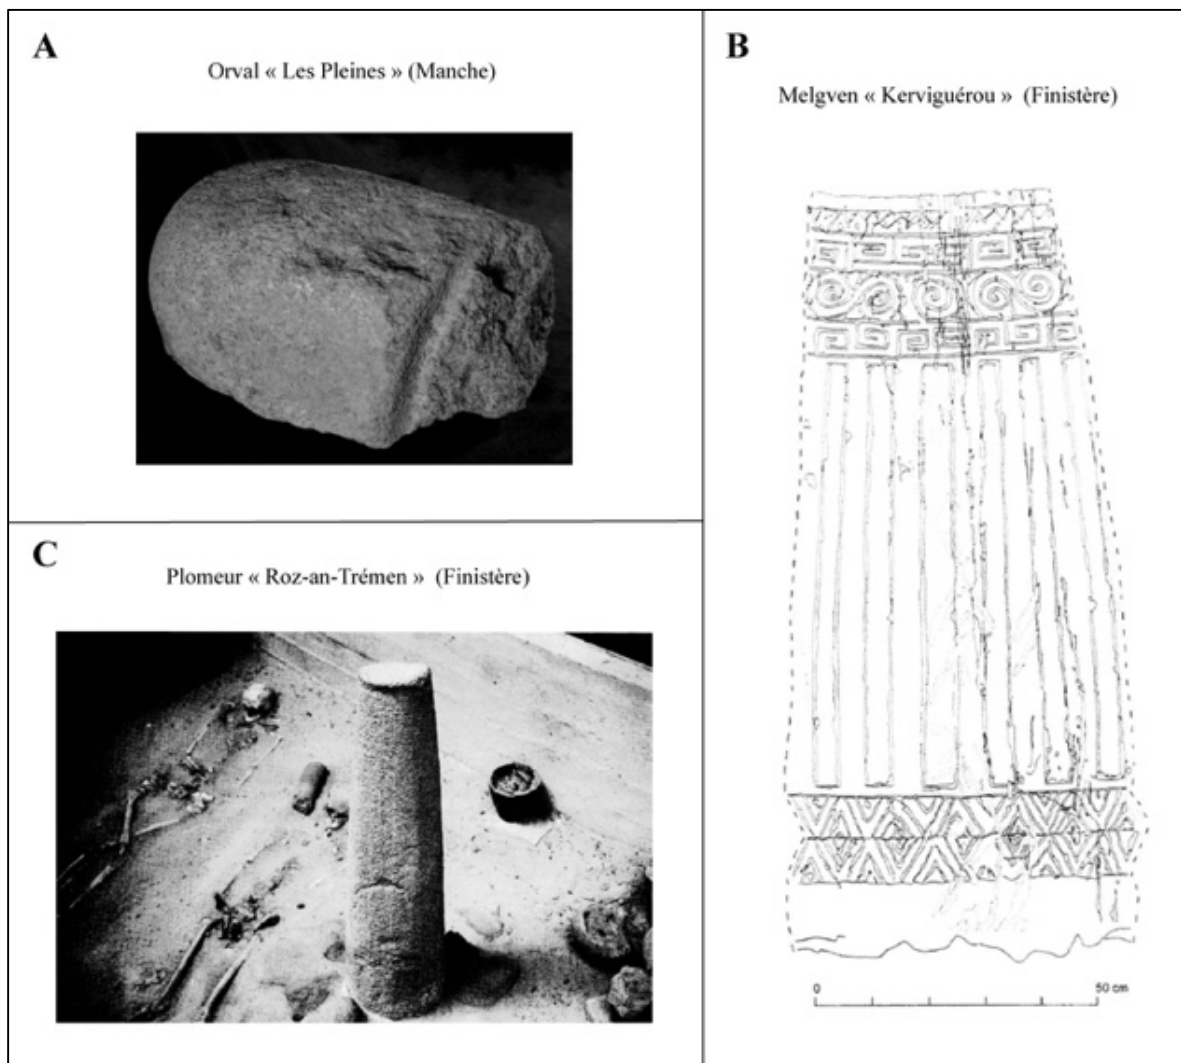 A
Orval « Les Pleines » (Manche)
B
Melgven « Kerviguérou » (Finistère)
C
Plomeur « Roz-an-Trémen » (Finistère)
0
50 cm